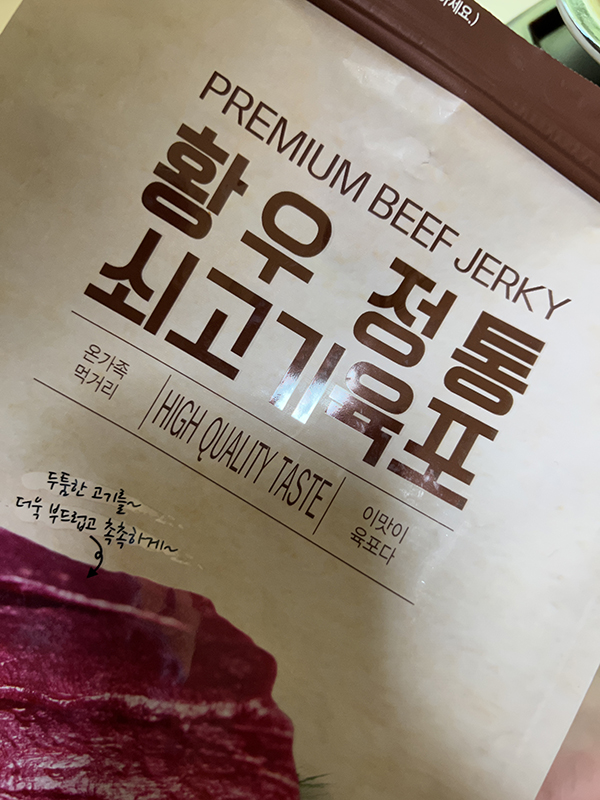 세요.)
PREMIUM BEEF JERKY
황우 정통
쇠고기육포
온가족
먹거리
HIGH QUALITY TASTE
이맛이
육포다
두툼한 고기를~
더욱 부드럽고 촉촉하게~